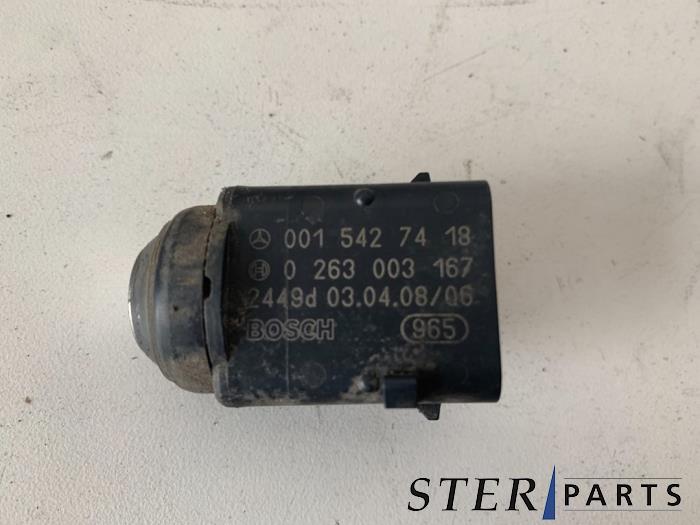 001 542 74 18
0 263 003 167
2449d 03.04.08/06
BOSCH 965
STER PARTS